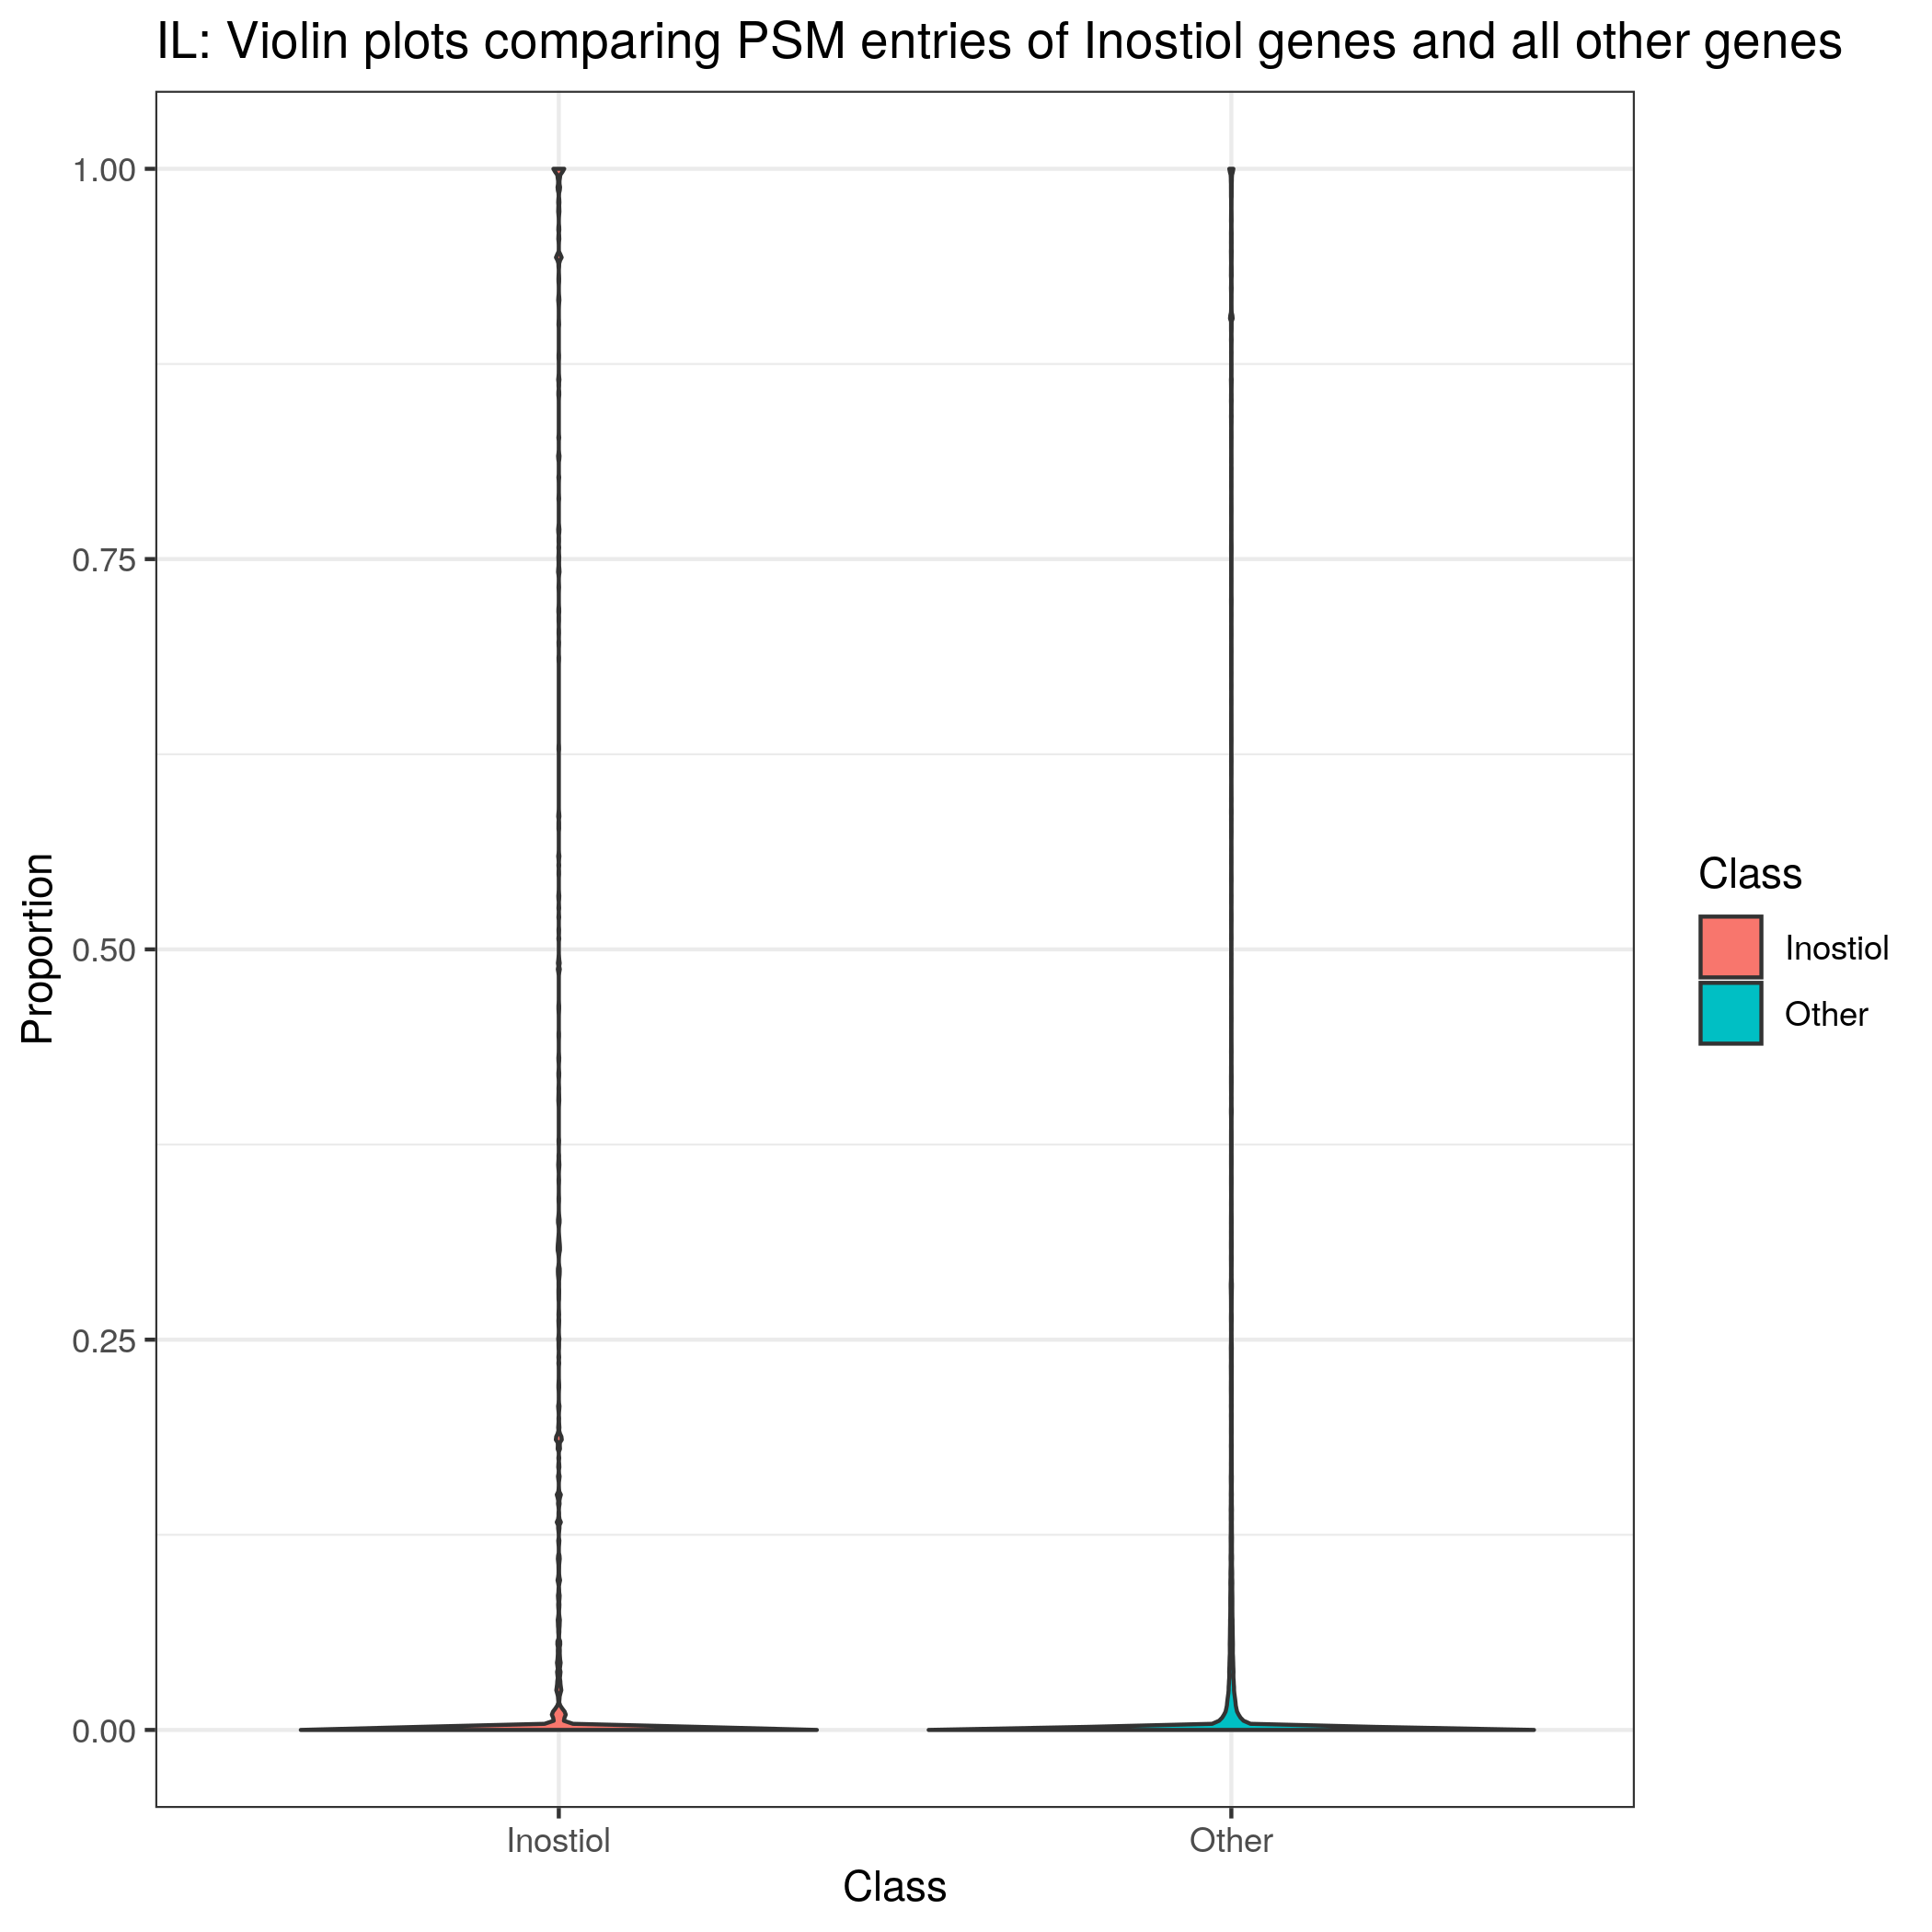 IL: Violin plots comparing PSM entries of Inostiol genes and all other genes
1.00
0.75
0.50
0.25
0.00
Proportion
Inostiol
Other
Class
Class
Inostiol
Other